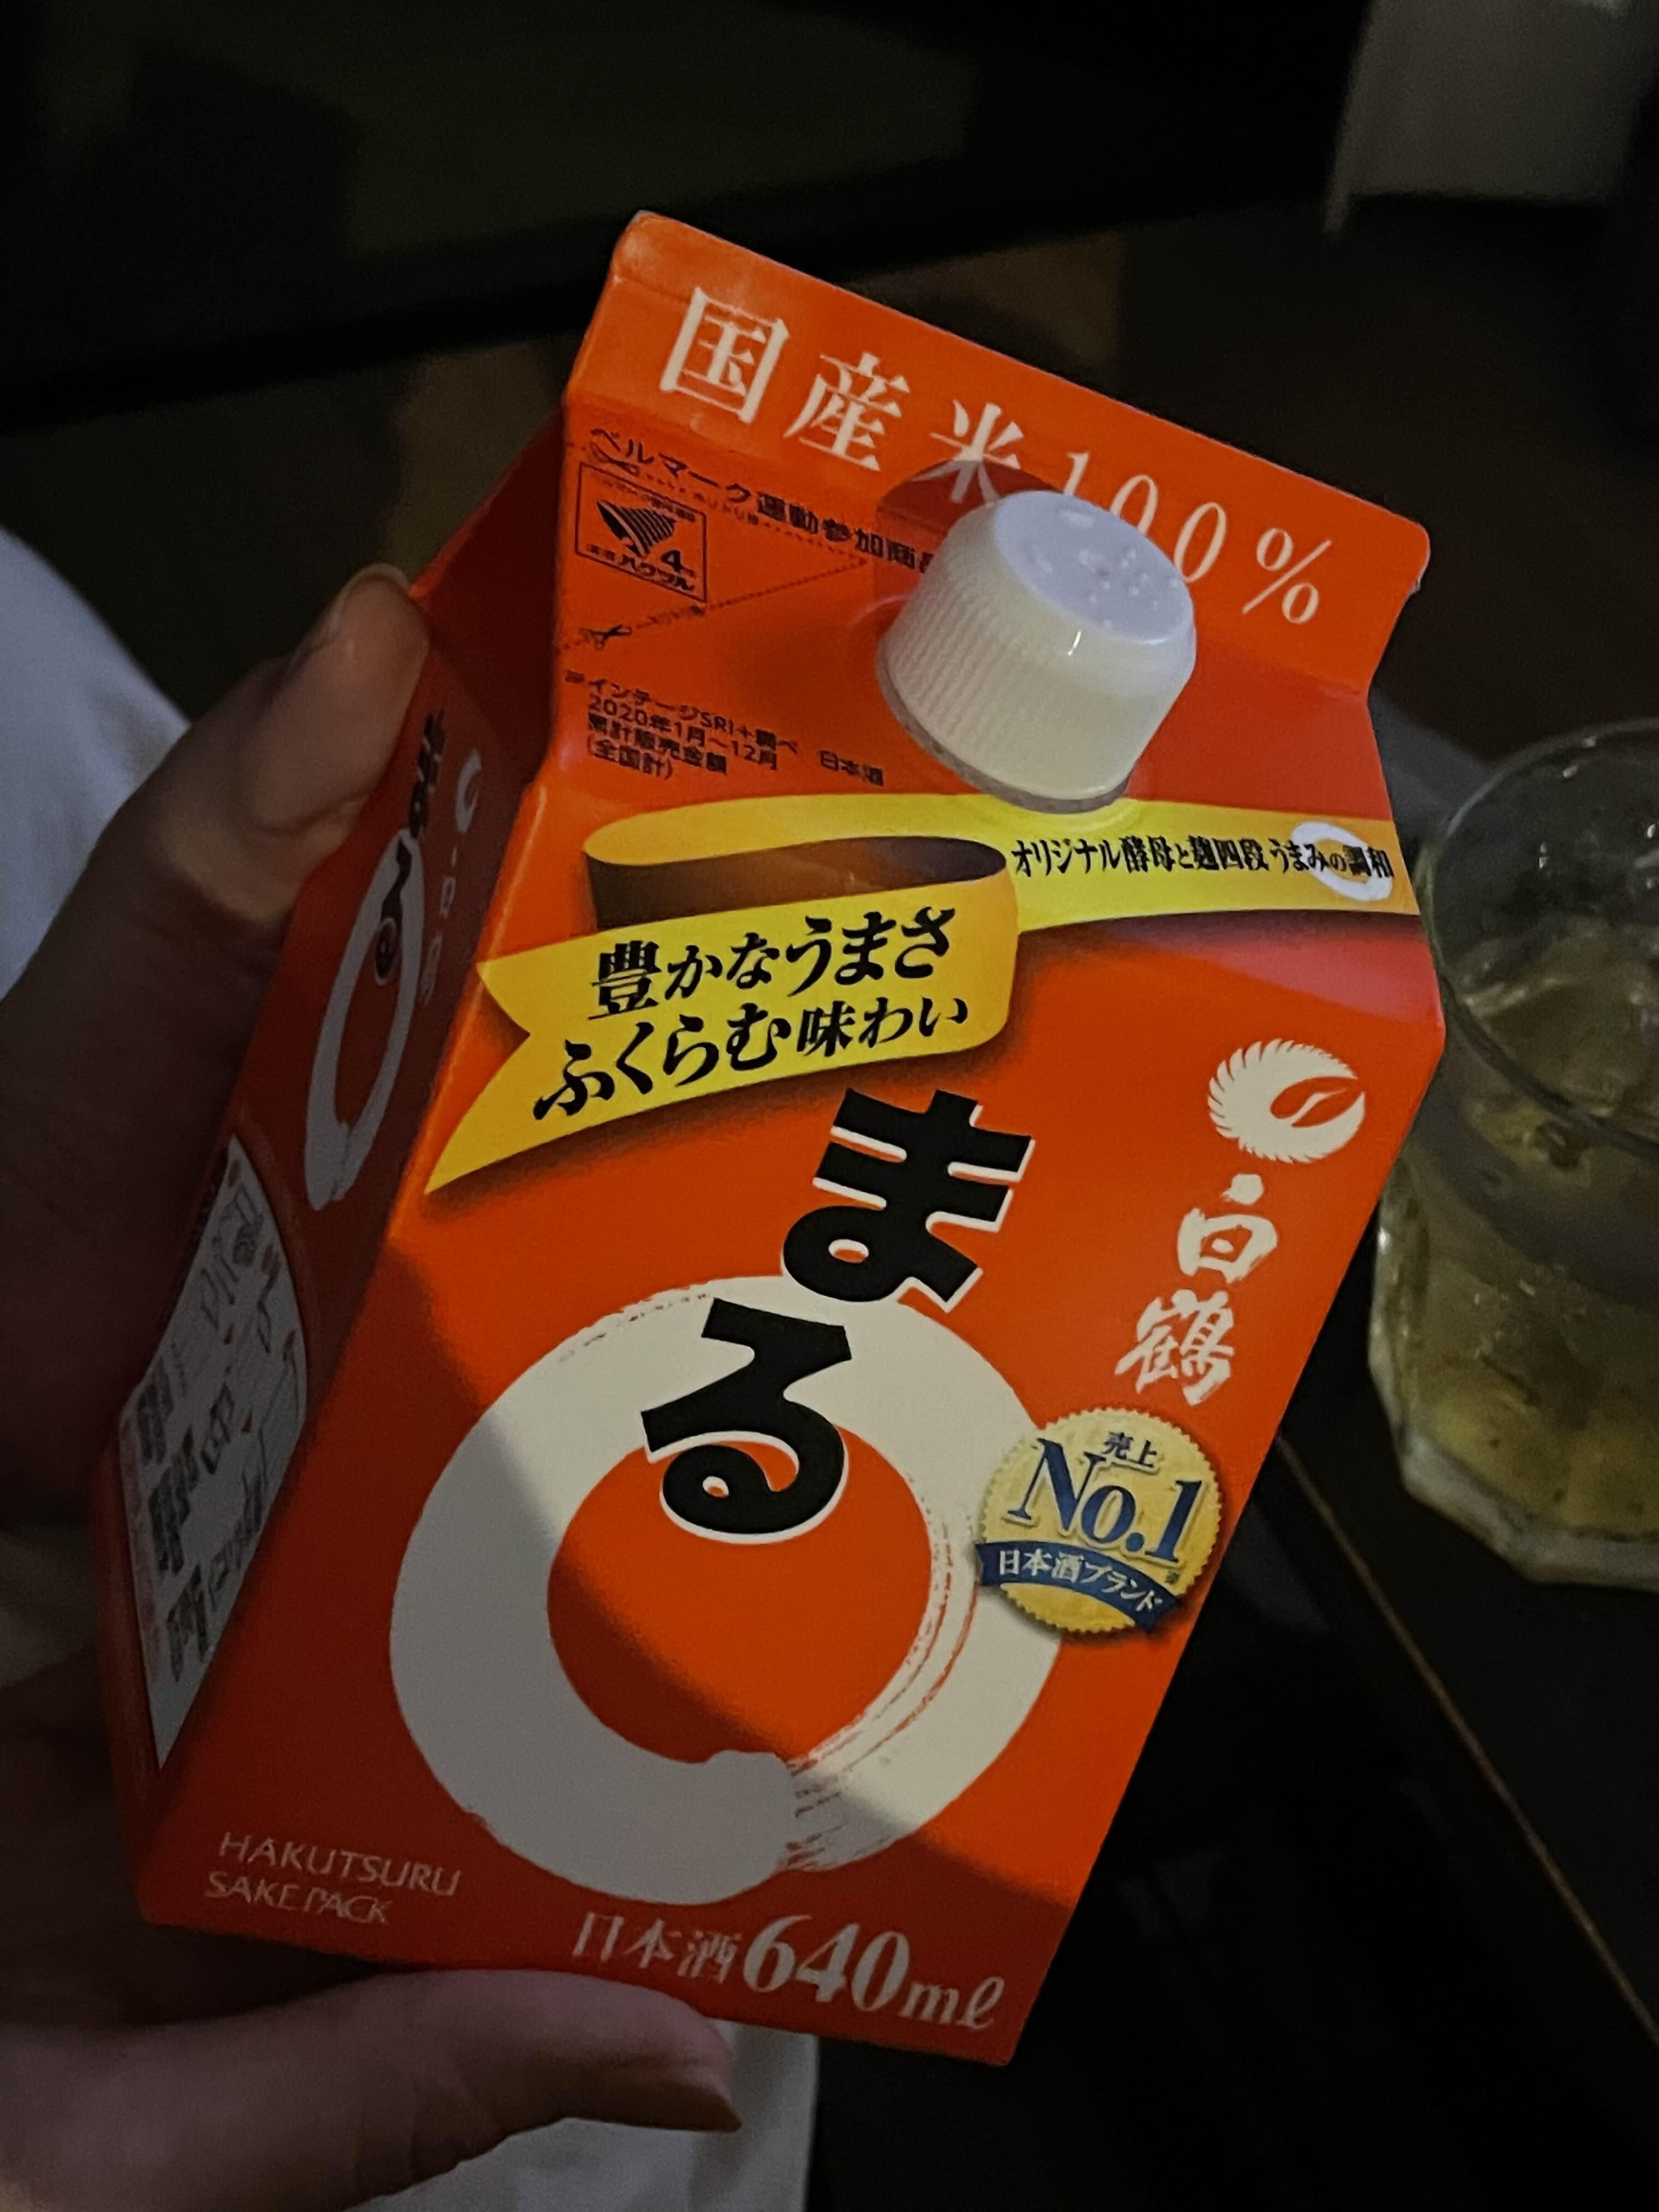 国産米100%
ベルマーク運動参加商品
4点
ハクツル
※インテージSRI+調べ 日本酒
2020年1月〜12月
累計販売金額
(全国計)
オリジナル酵母と麹四段 うまみの調和
豊かなうまさ
ふくらむ味わい
まる
白鶴
売上
No.1
※
日本酒ブランド
HAKUTSURU
SAKE PACK
日本酒640ml
まる